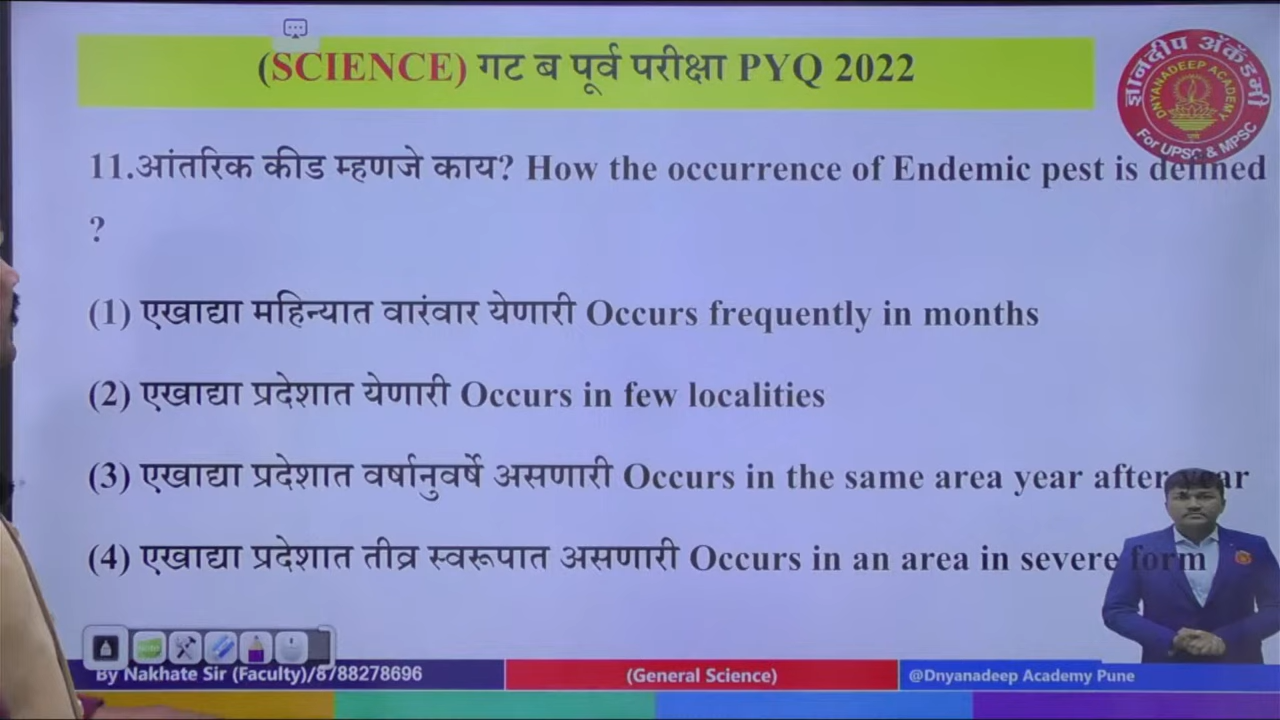 (SCIENCE) गट ब पूर्व परीक्षा PYQ 2022
ज्ञानदीप अॅकॅडमी
DNYANADEEP ACADEMY
For UPSC & MPSC
11.आंतरिक कीड म्हणजे काय? How the occurrence of Endemic pest is defined
?
(1) एखाद्या महिन्यात वारंवार येणारी Occurs frequently in months
(2) एखाद्या प्रदेशात येणारी Occurs in few localities
(3) एखाद्या प्रदेशात वर्षानुवर्षे असणारी Occurs in the same area year after year
(4) एखाद्या प्रदेशात तीव्र स्वरूपात असणारी Occurs in an area in severe form
By Nakhate Sir (Faculty)/8788278696
(General Science)
@Dnyanadeep Academy Pune